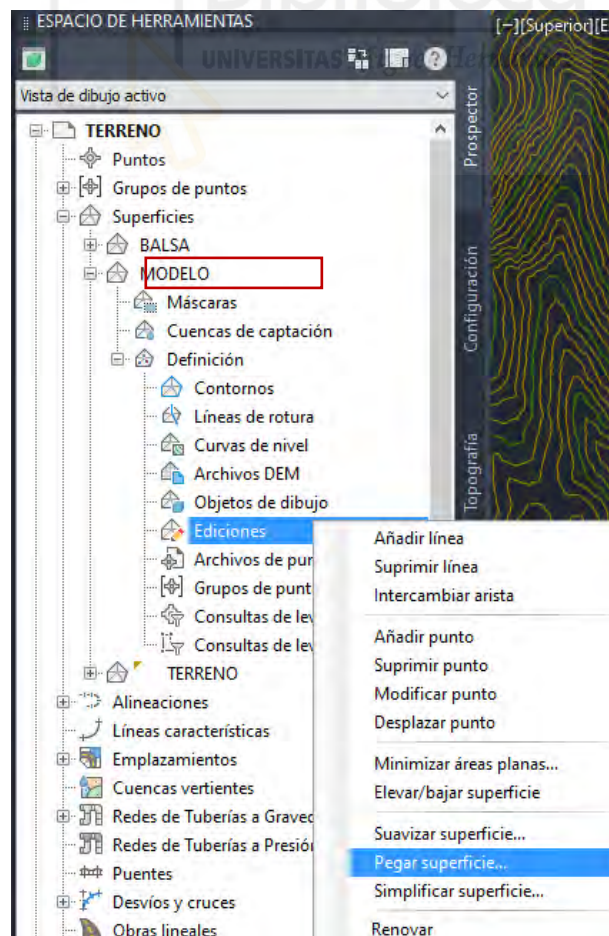 ESPACIO DE HERRAMIENTAS
[−][Superior][E
UNIVERSITAS
Vista de dibujo activo
Prospector
TERRENO
Puntos
Grupos de puntos
Superficies
BALSA
MODELO
Máscaras
Cuencas de captación
Configuración
Definición
Contornos
Líneas de rotura
Curvas de nivel
Archivos DEM
Topografía
Objetos de dibujo
Ediciones
Archivos de pun
Grupos de punt
Consultas de lev
Consultas de lev
TERRENO
Alineaciones
Líneas características
Emplazamientos
Cuencas vertientes
Redes de Tuberías a Graved
Redes de Tuberías a Presión
Puentes
Desvíos y cruces
Obras lineales
Añadir línea
Suprimir línea
Intercambiar arista
Añadir punto
Suprimir punto
Modificar punto
Desplazar punto
Minimizar áreas planas...
Elevar/bajar superficie
Suavizar superficie...
Pegar superficie...
Simplificar superficie...
Renovar